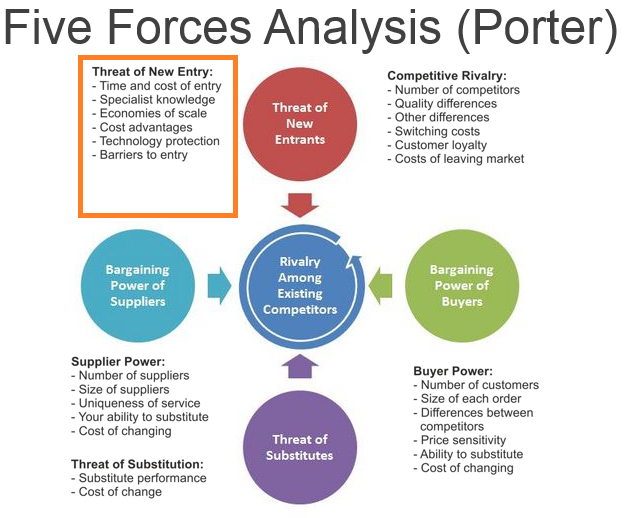 Five Forces Analysis (Porter)
Threat of New Entry:
- Time and cost of entry
- Specialist knowledge
- Economies of scale
- Cost advantages
- Technology protection
- Barriers to entry
Threat of
New
Entrants
Competitive Rivalry:
- Number of competitors
- Quality differences
- Other differences
- Switching costs
- Customer loyalty
- Costs of leaving market
Bargaining
Power of
Suppliers
Rivalry
Among
Existing
Competitors
Bargaining
Power of
Buyers
Supplier Power:
- Number of suppliers
- Size of suppliers
- Uniqueness of service
- Your ability to substitute
- Cost of changing
Threat of Substitution:
- Substitute performance
- Cost of change
Threat of
Substitutes
Buyer Power:
- Number of customers
- Size of each order
- Differences between
competitors
- Price sensitivity
- Ability to substitute
- Cost of changing